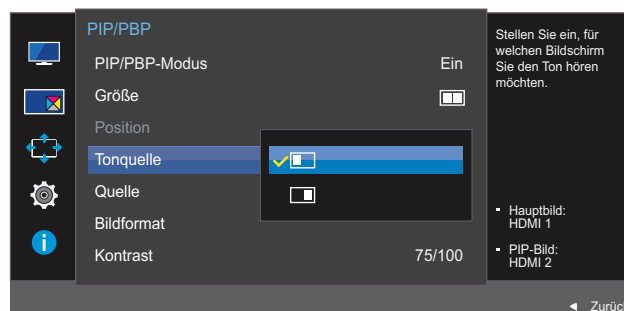 PIP/PBP
PIP/PBP-Modus Ein
Größe
Position
Tonquelle
Quelle
Bildformat
Kontrast 75/100
Stellen Sie ein, für
welchen Bildschirm
Sie den Ton hören
möchten.
Hauptbild:
HDMI 1
PIP-Bild:
HDMI 2
Zurück